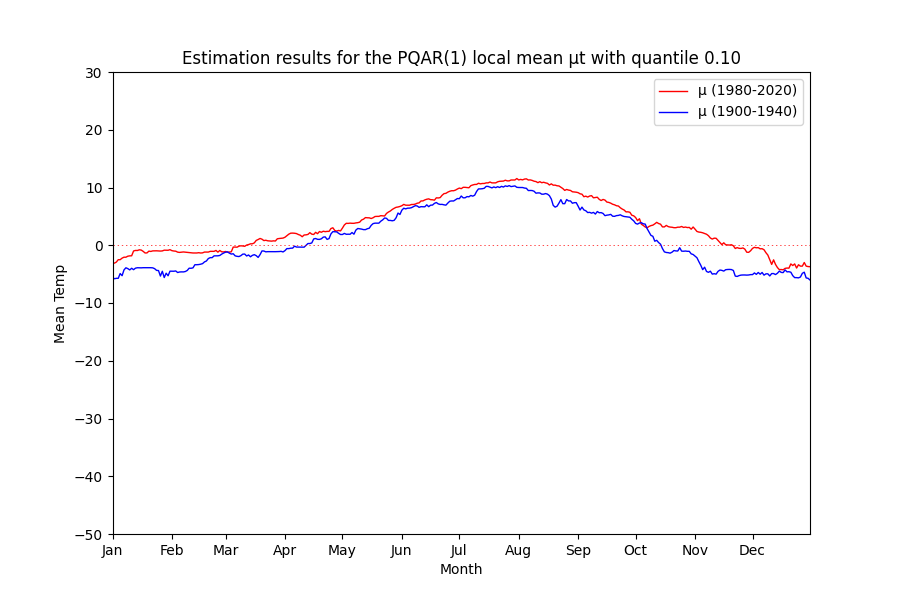 Estimation results for the PQAR(1) local mean μt with quantile 0.10
30
20
10
0
−10
−20
−30
−40
−50
Mean Temp
μ (1980-2020)
μ (1900-1940)
Jan Feb Mar Apr May Jun Jul Aug Sep Oct Nov Dec
Month